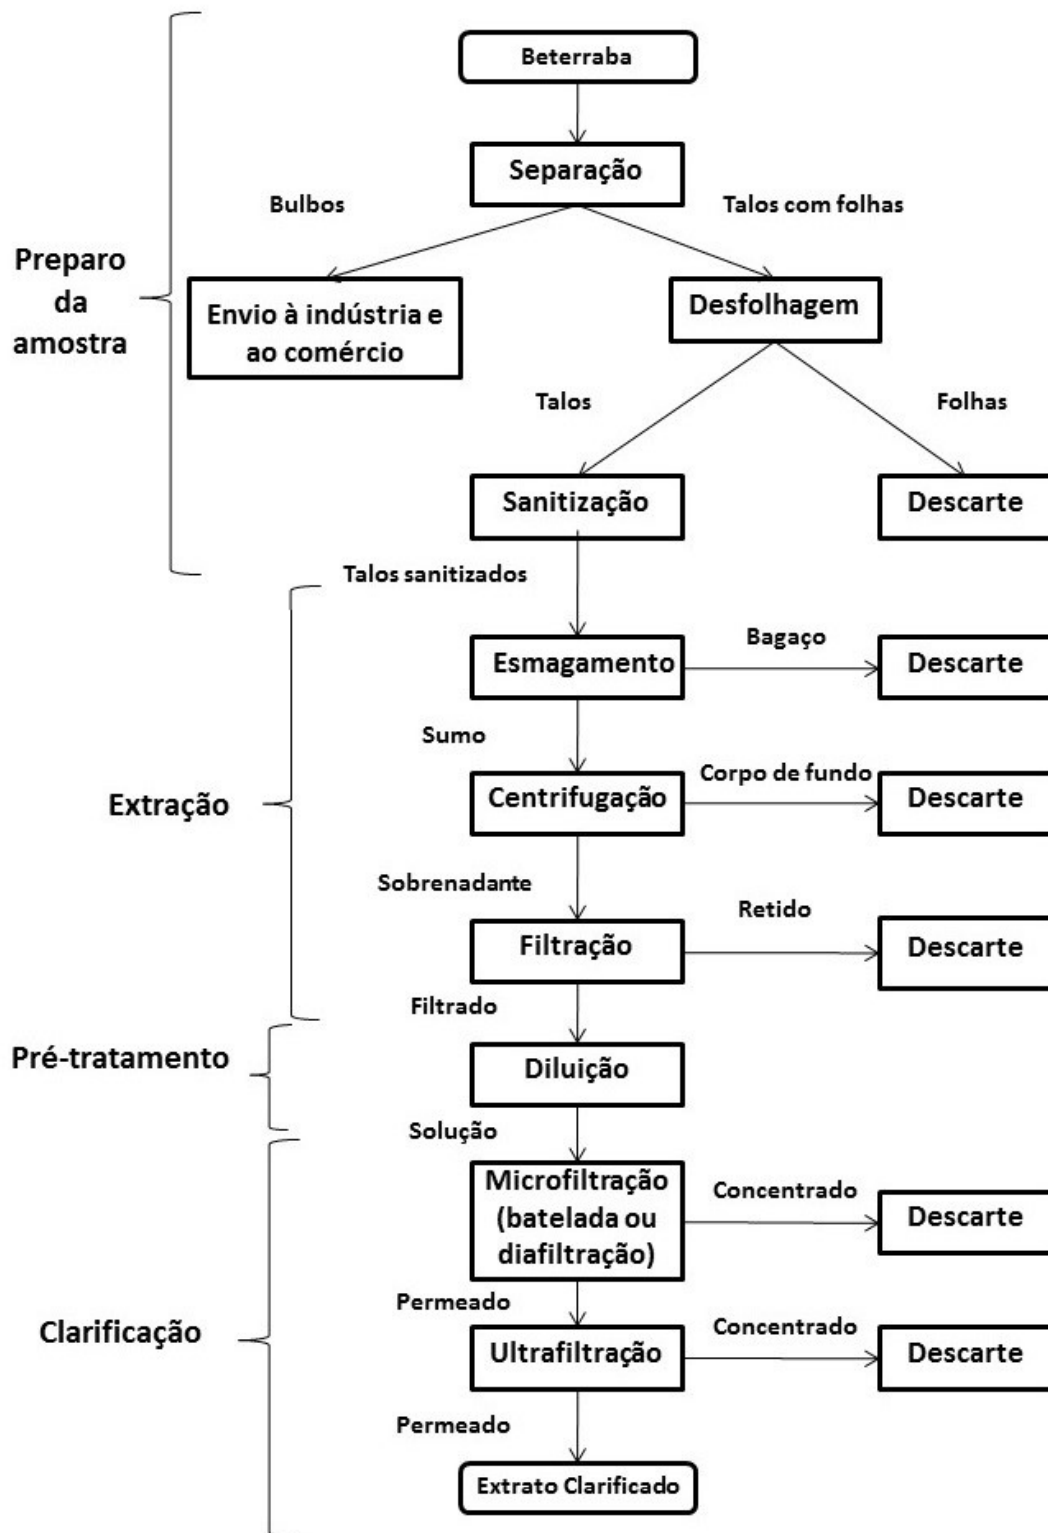 Beterraba
Separação
Bulbos
Talos com folhas
Preparo
da
amostra
Envio à indústria e
ao comércio
Desfolhagem
Talos
Folhas
Sanitização
Descarte
Talos sanitizados
Esmagamento
Bagaço
Descarte
Sumo
Extração
Centrifugação
Corpo de fundo
Descarte
Sobrenadante
Filtração
Retido
Descarte
Filtrado
Pré-tratamento
Diluição
Solução
Microfiltração
(batelada ou
diafiltração)
Concentrado
Descarte
Permeado
Clarificação
Ultrafiltração
Concentrado
Descarte
Permeado
Extrato Clarificado